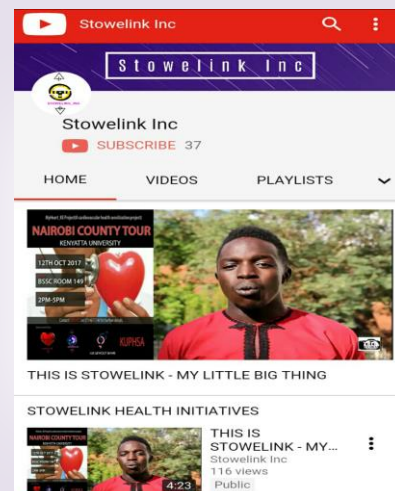 Stowelink Inc
Stowelink Inc
Stowelink Inc
SUBSCRIBE 37
HOME VIDEOS PLAYLISTS
NAIROBI COUNTY TOUR
KENYATTA UNIVERSITY
12TH OCT 2017
BSSC ROOM 149
2PM-5PM
KUPHSA
THIS IS STOWELINK - MY LITTLE BIG THING
STOWELINK HEALTH INITIATIVES
NAIROBI COUNTY TOUR
4:23
THIS IS
STOWELINK - MY...
Stowelink Inc
116 views
Public